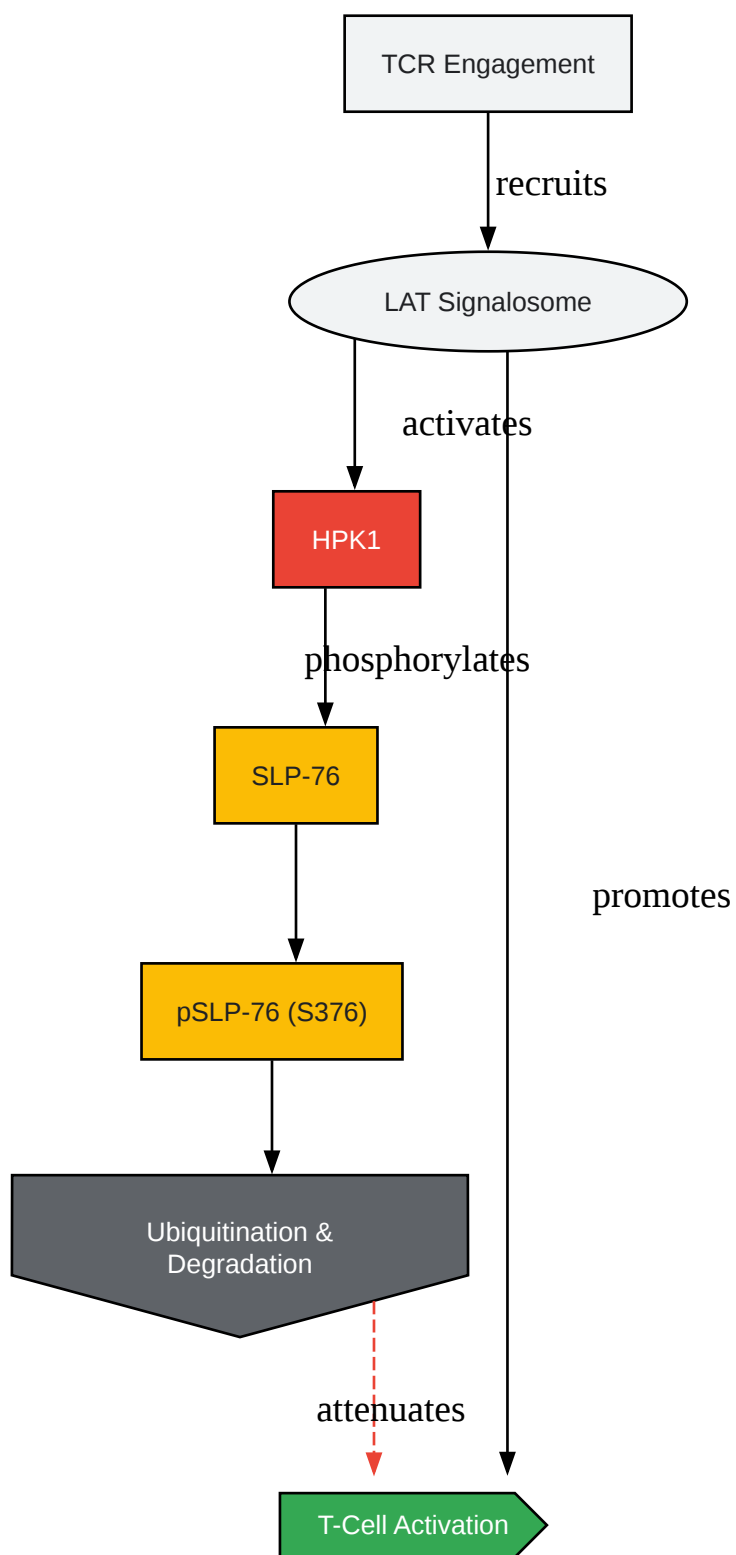 TCR Engagement
recruits
LAT Signalosome
activates
HPK1
phosphorylates
SLP-76
promotes
pSLP-76 (S376)
Ubiquitination &
Degradation
attenuates
T-Cell Activation